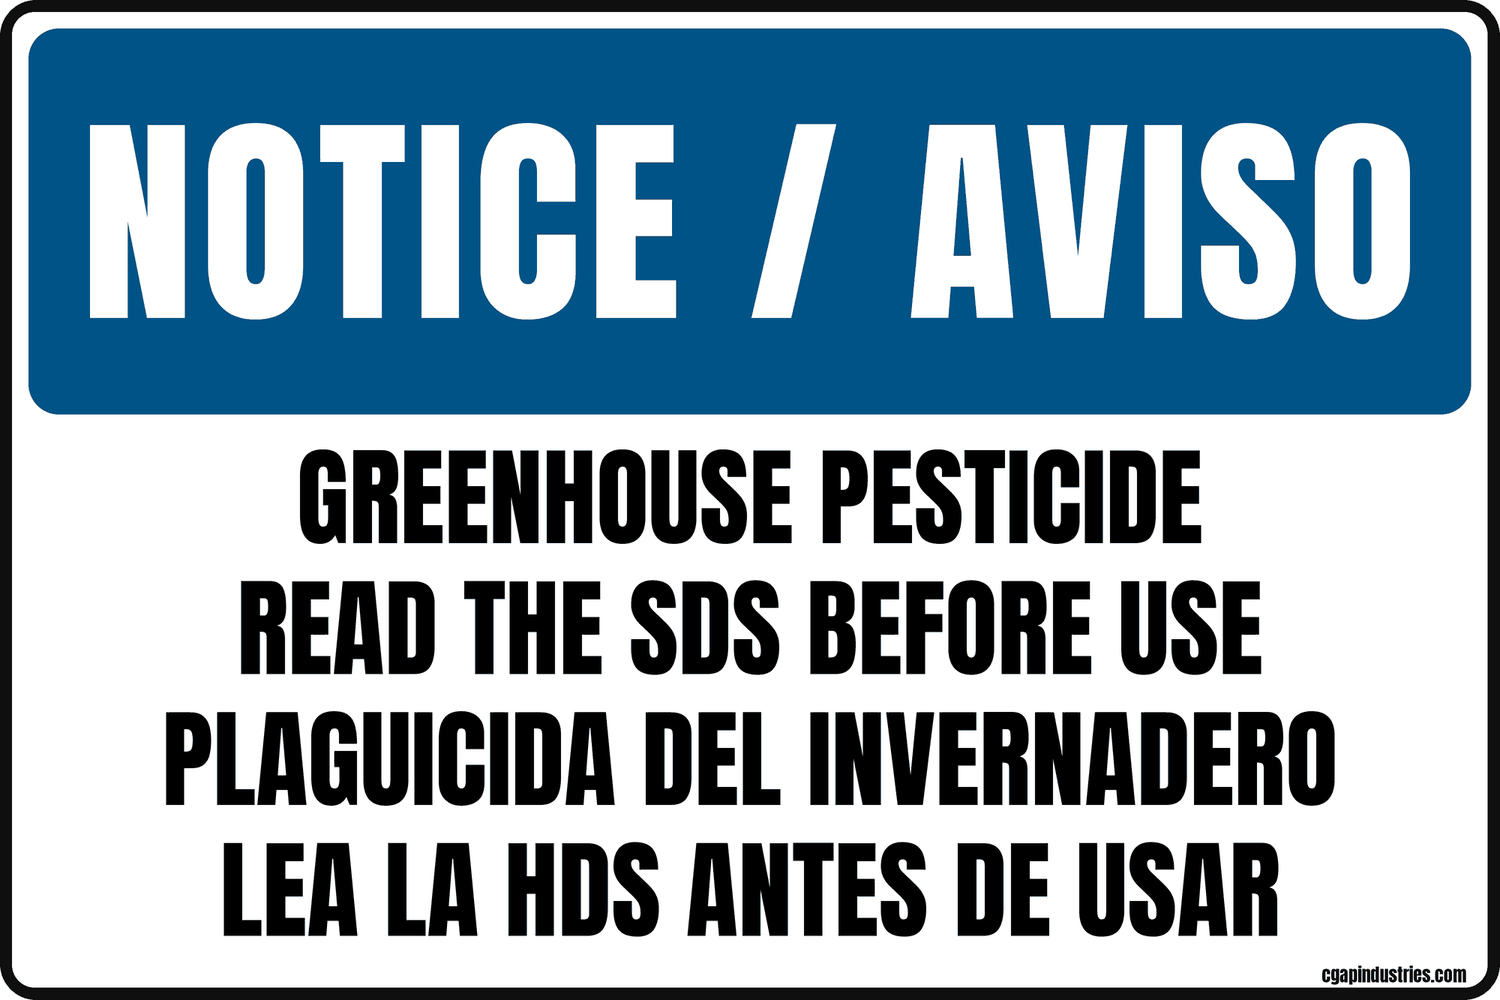 NOTICE / AVISO
GREENHOUSE PESTICIDE
READ THE SDS BEFORE USE
PLAGUICIDA DEL INVERNADERO
LEA LA HDS ANTES DE USAR
cgapindustries.com